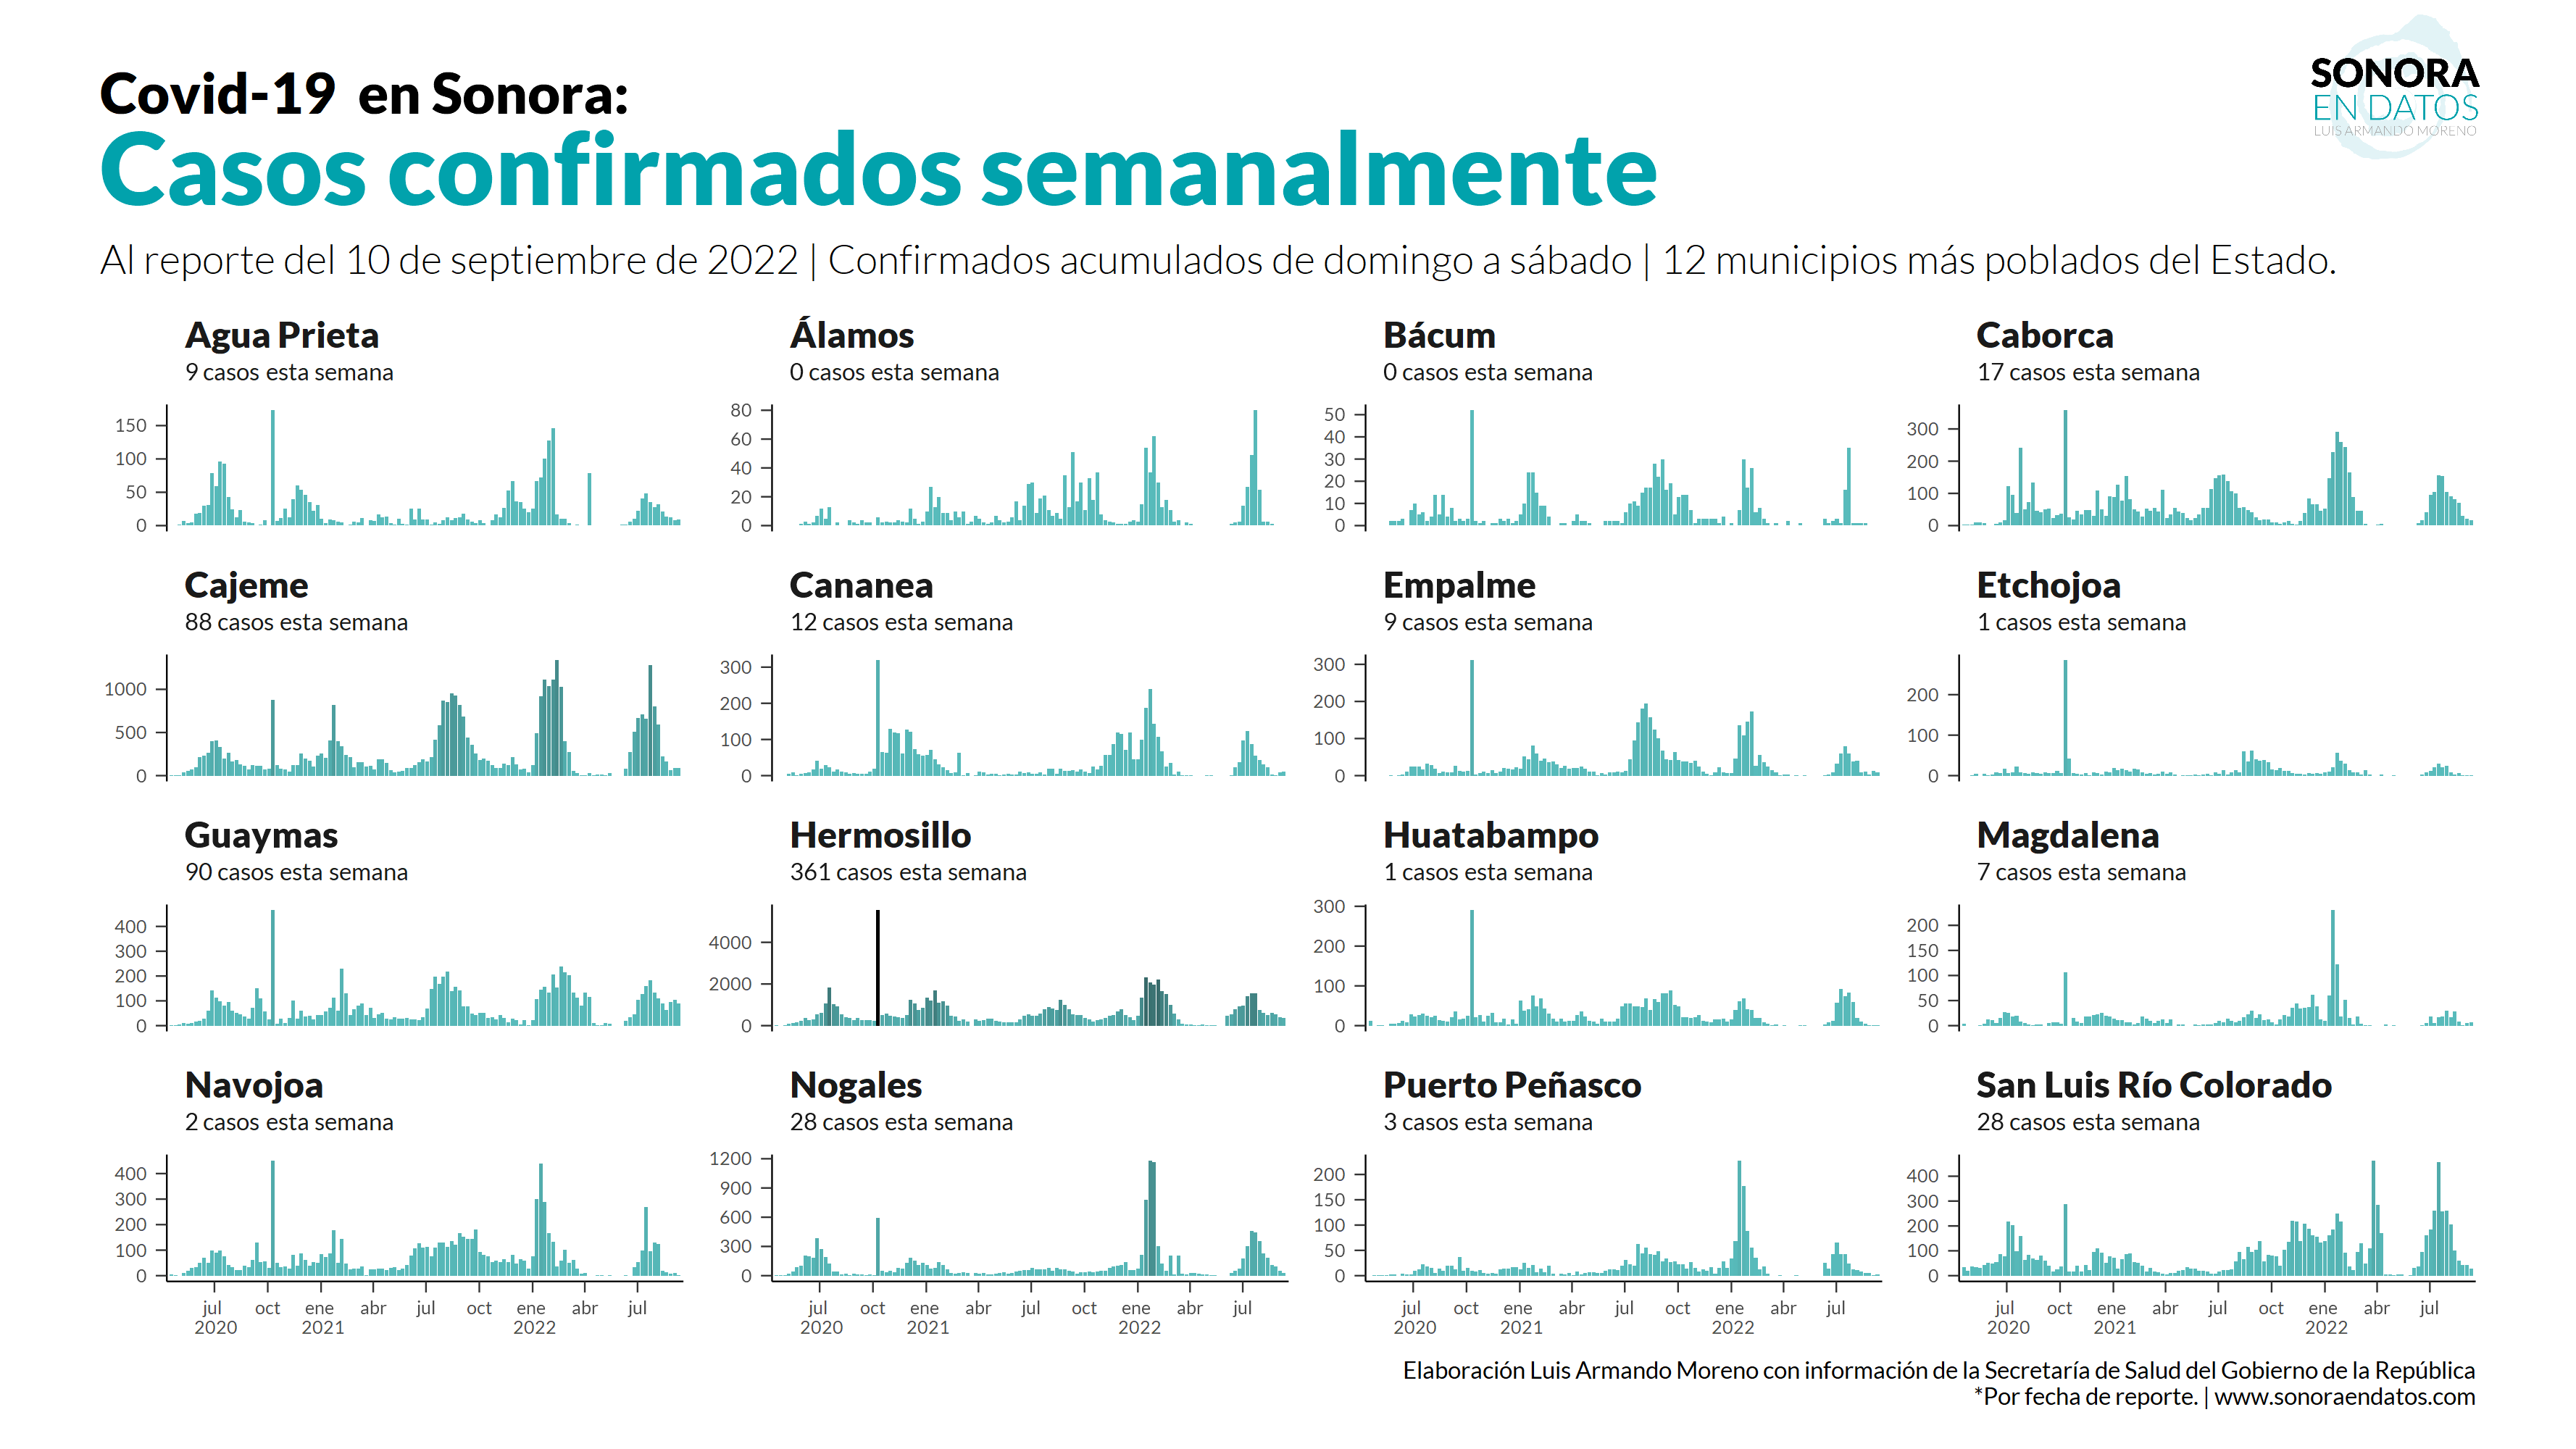 Covid-19 en Sonora:
Casos confirmados semanalmente
Al reporte del 10 de septiembre de 2022 | Confirmados acumulados de domingo a sábado | 12 municipios más poblados del Estado.
SONORA
EN DATOS
LUIS ARMANDO MORENO
Agua Prieta
9 casos esta semana
150
100
50
0
Álamos
0 casos esta semana
80
60
40
20
0
Bácum
0 casos esta semana
50
40
30
20
10
0
Caborca
17 casos esta semana
300
200
100
0
Cajeme
88 casos esta semana
1000
500
0
Cananea
12 casos esta semana
300
200
100
0
Empalme
9 casos esta semana
300
200
100
0
Etchojoa
1 casos esta semana
200
100
0
Guaymas
90 casos esta semana
400
300
200
100
0
Hermosillo
361 casos esta semana
4000
2000
0
Huatabampo
1 casos esta semana
300
200
100
0
Magdalena
7 casos esta semana
200
150
100
50
0
Navojoa
2 casos esta semana
400
300
200
100
0
jul oct ene abr jul oct ene abr jul
2020 2021 2022
Nogales
28 casos esta semana
1200
900
600
300
0
jul oct ene abr jul oct ene abr jul
2020 2021 2022
Puerto Peñasco
3 casos esta semana
200
150
100
50
0
jul oct ene abr jul oct ene abr jul
2020 2021 2022
San Luis Río Colorado
28 casos esta semana
400
300
200
100
0
jul oct ene abr jul oct ene abr jul
2020 2021 2022
Elaboración Luis Armando Moreno con información de la Secretaría de Salud del Gobierno de la República
*Por fecha de reporte. | www.sonoraendatos.com